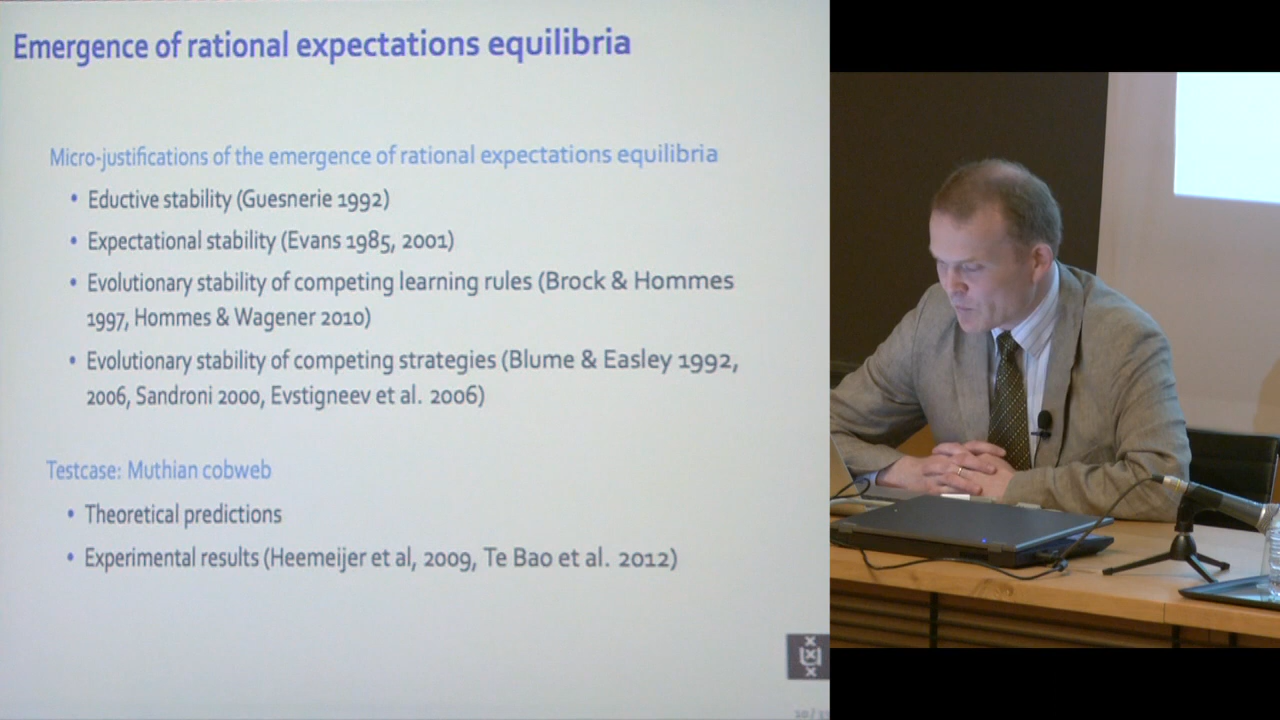 Emergence of rational expectations equilibria
Micro-justifications of the emergence of rational expectations equilibria
• Eductive stability (Guesnerie 1992)
• Expectational stability (Evans 1985, 2001)
• Evolutionary stability of competing learning rules (Brock & Hommes
1997, Hommes & Wagener 2010)
• Evolutionary stability of competing strategies (Blume & Easley 1992,
2006, Sandroni 2000, Evstigneev et al. 2006)
Testcase: Muthian cobweb
• Theoretical predictions
• Experimental results (Heemeijer et al, 2009, Te Bao et al. 2012)